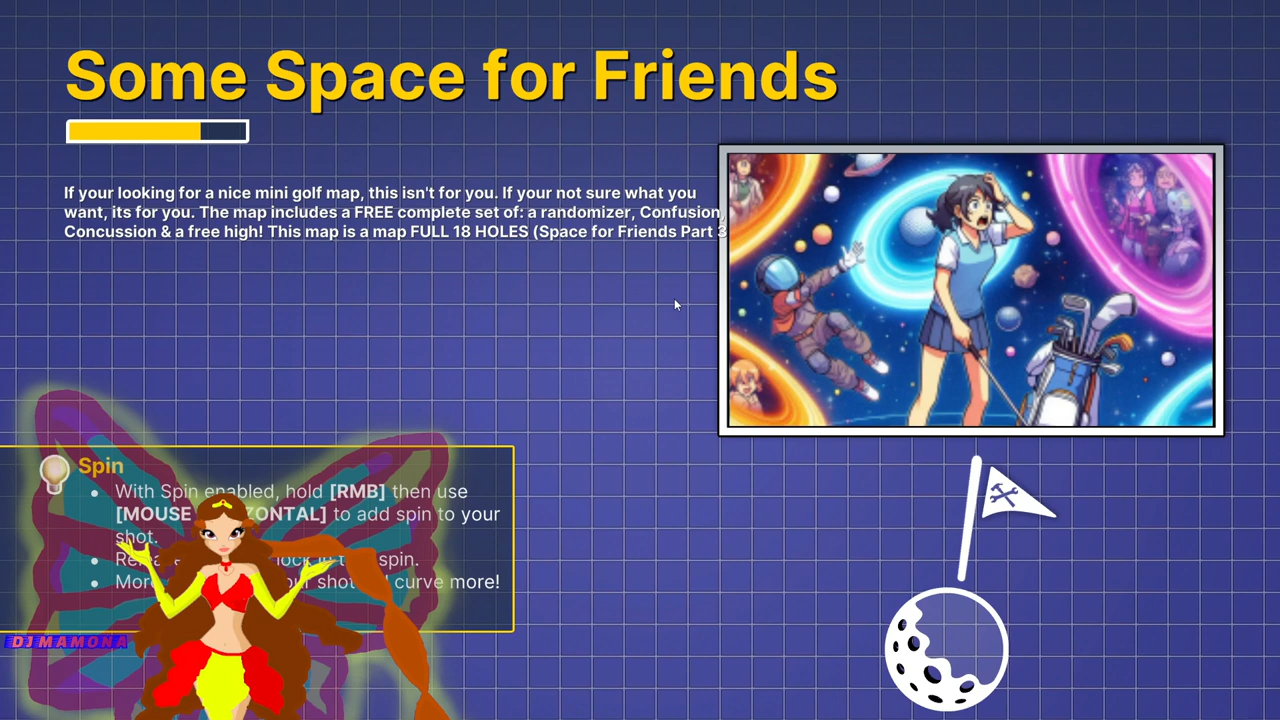 Some Space for Friends
If your looking for a nice mini golf map, this isn't for you. If your not sure what you
want, its for you. The map includes a FREE complete set of: a randomizer, Confusion,
Concussion & a free high! This map is a map FULL 18 HOLES (Space for Friends Part 3
Spin
With Spin enabled, hold [RMB] then use
[MOUSE ZONTAL] to add spin to your
shot.
spin.
shot curve more!
DJ MAMONA